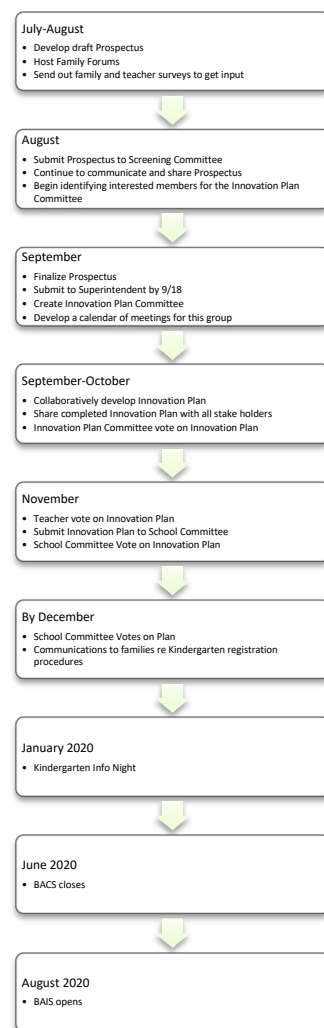 July-August
• Develop draft Prospectus
• Host Family Forums
• Send out family and teacher surveys to get input
August
• Submit Prospectus to Screening Committee
• Continue to communicate and share Prospectus
• Begin identifying interested members for the Innovation Plan
Committee
September
• Finalize Prospectus
• Submit to Superintendent by 9/18
• Create Innovation Plan Committee
• Develop a calendar of meetings for this group
September-October
• Collaboratively develop Innovation Plan
• Share completed Innovation Plan with all stake holders
• Innovation Plan Committee vote on Innovation Plan
November
• Teacher vote on Innovation Plan
• Submit Innovation Plan to School Committee
• School Committee Vote on Innovation Plan
By December
• School Committee Votes on Plan
• Communications to families re Kindergarten registration
procedures
January 2020
• Kindergarten Info Night
June 2020
• BACS closes
August 2020
• BAIS opens